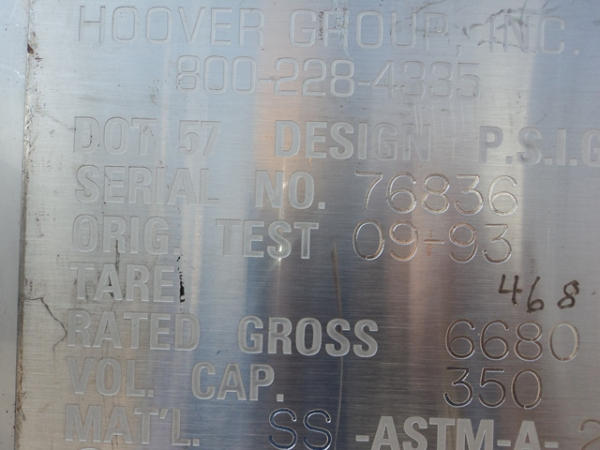 HOOVER GROUP, INC.
800-228-4335
DOT 57 DESIGN P.S.I.G
SERIAL NO. 76836
ORIG. TEST 09-93
TARE 468
RATED GROSS 6680
VOL. CAP. 350
MAT'L. SS -ASTM-A- 2